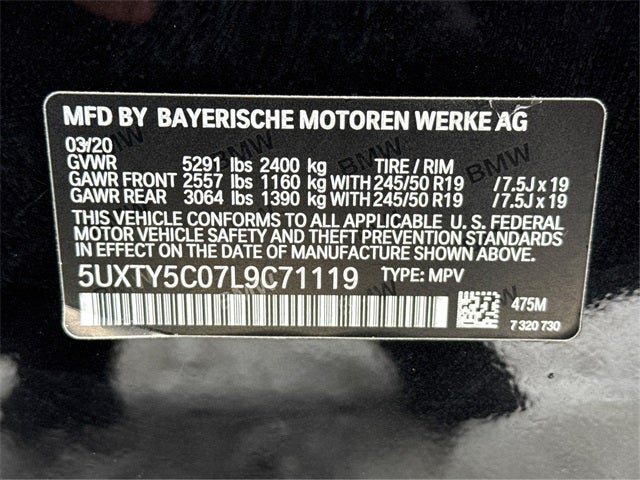 MFD BY BAYERISCHE MOTOREN WERKE AG
03/20
GVWR 5291 lbs 2400 kg TIRE / RIM
GAWR FRONT 2557 lbs 1160 kg WITH 245/50 R19 / 7.5J x 19
GAWR REAR 3064 lbs 1390 kg WITH 245/50 R19 / 7.5J x 19
THIS VEHICLE CONFORMS TO ALL APPLICABLE U. S. FEDERAL
MOTOR VEHICLE SAFETY AND THEFT PREVENTION STANDARDS
IN EFFECT ON THE DATE OF MANUFACTURE SHOWN ABOVE.
5UXTY5C07L9C71119 TYPE: MPV
475M
7 320 730